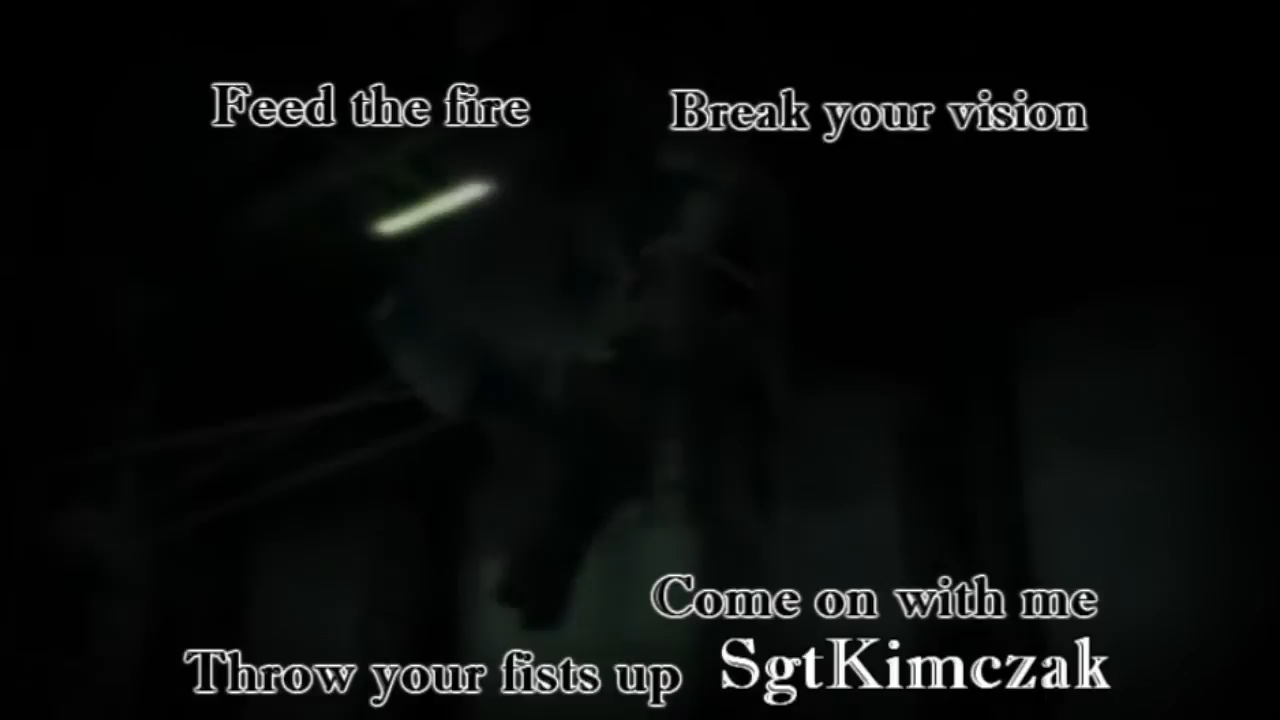 Feed the fire
Break your vision
Come on with me
Throw your fists up
SgtKimczak